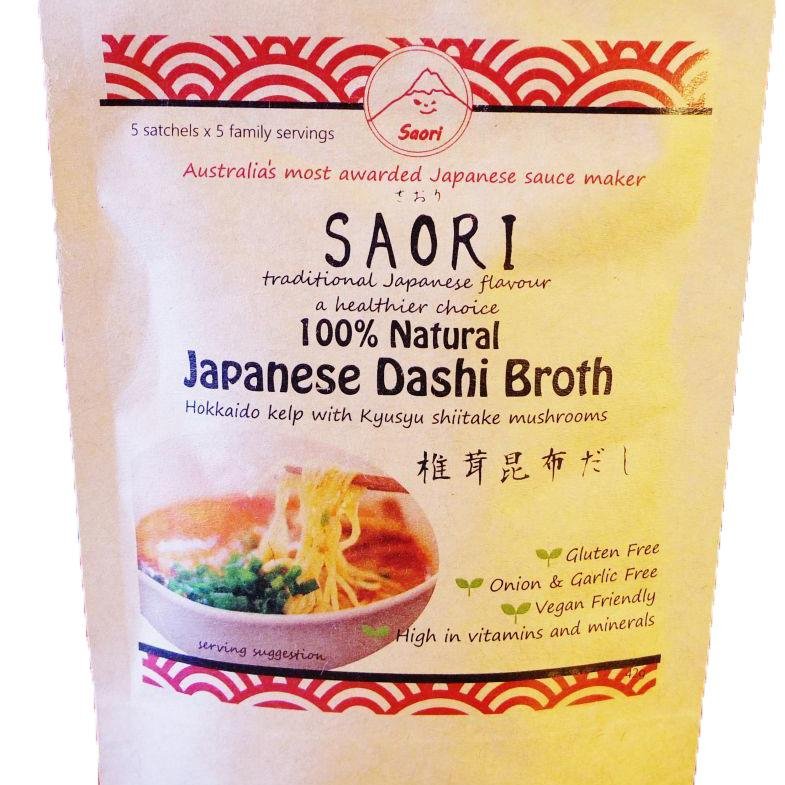 Saori
5 satchels x 5 family servings
Australia's most awarded Japanese sauce maker
さおり
SAORI
traditional Japanese flavour
a healthier choice
100% Natural
Japanese Dashi Broth
Hokkaido kelp with Kyusyu shiitake mushrooms
椎茸昆布だし
Gluten Free
Onion & Garlic Free
Vegan Friendly
High in vitamins and minerals
serving suggestion
42g